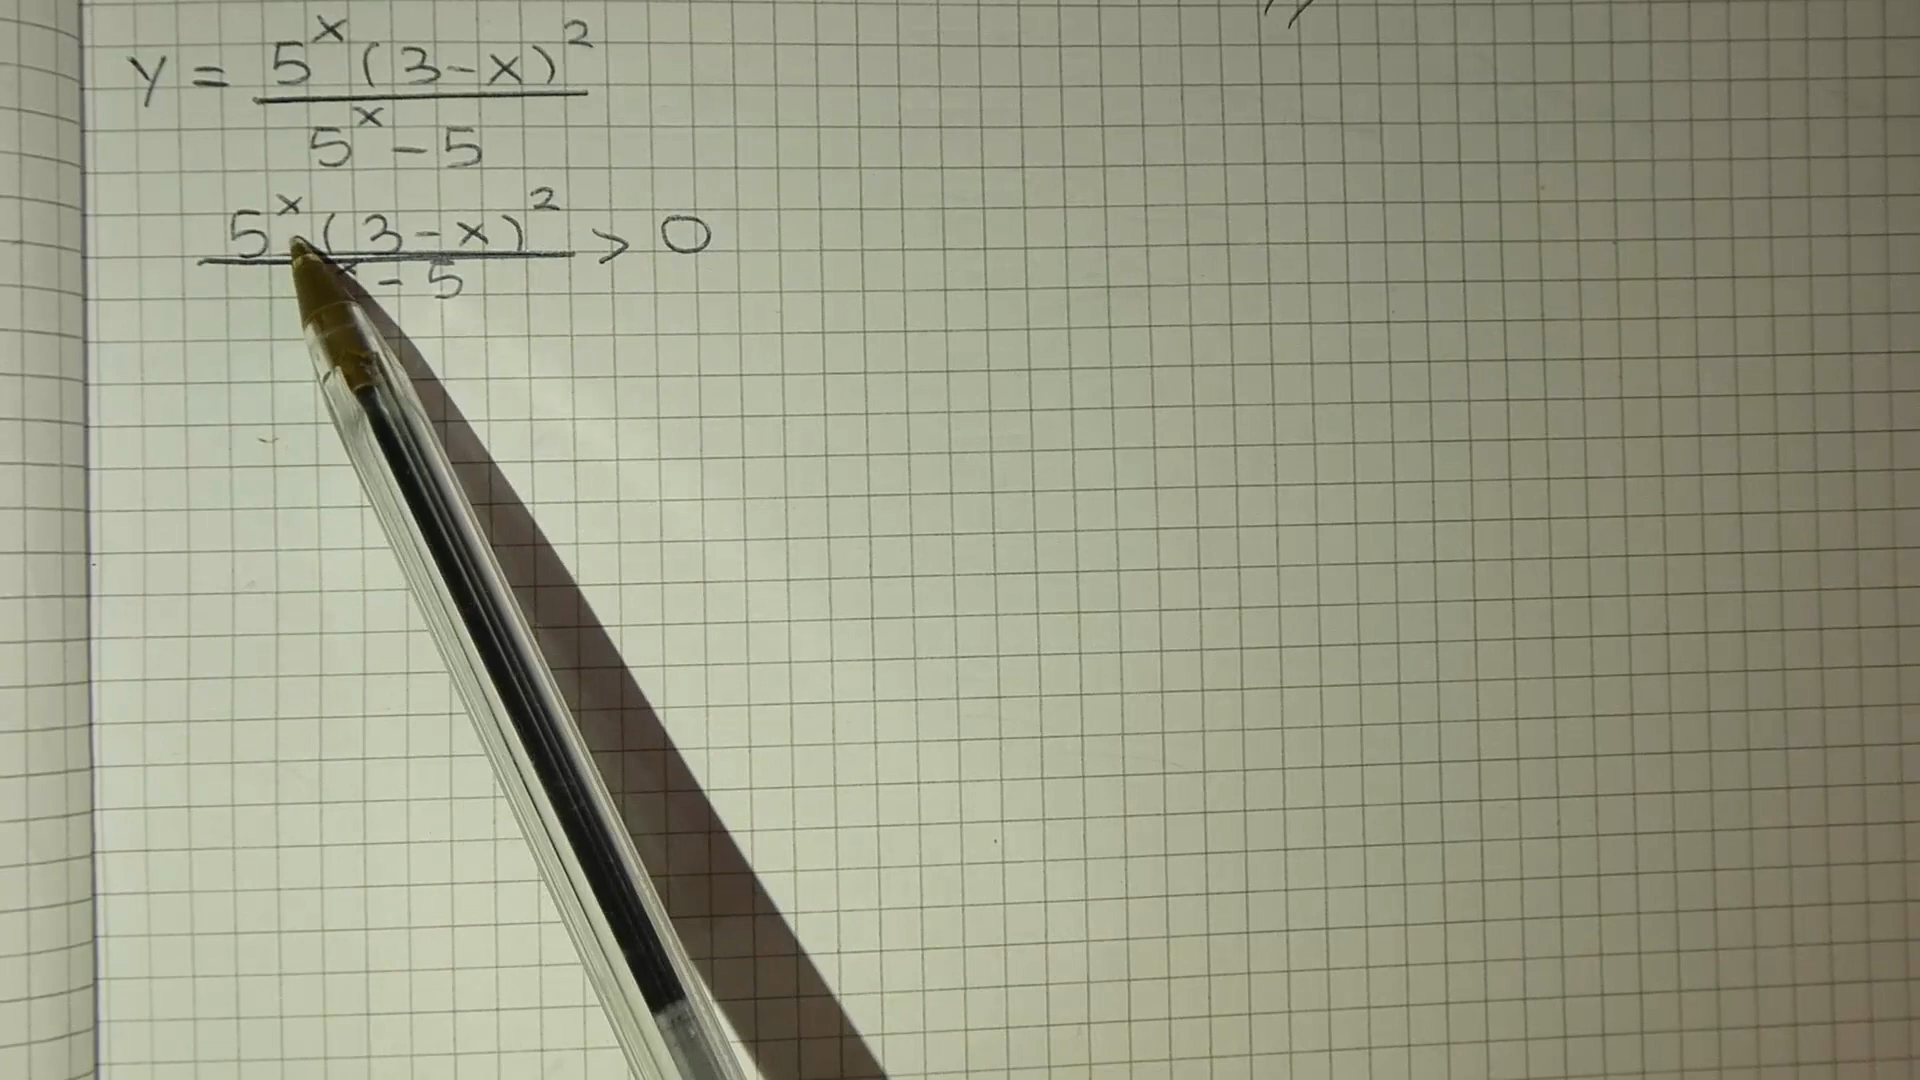 y = 5^x (3-x)^2 / 5^x - 5
5^x (3-x)^2 / x - 5 > 0